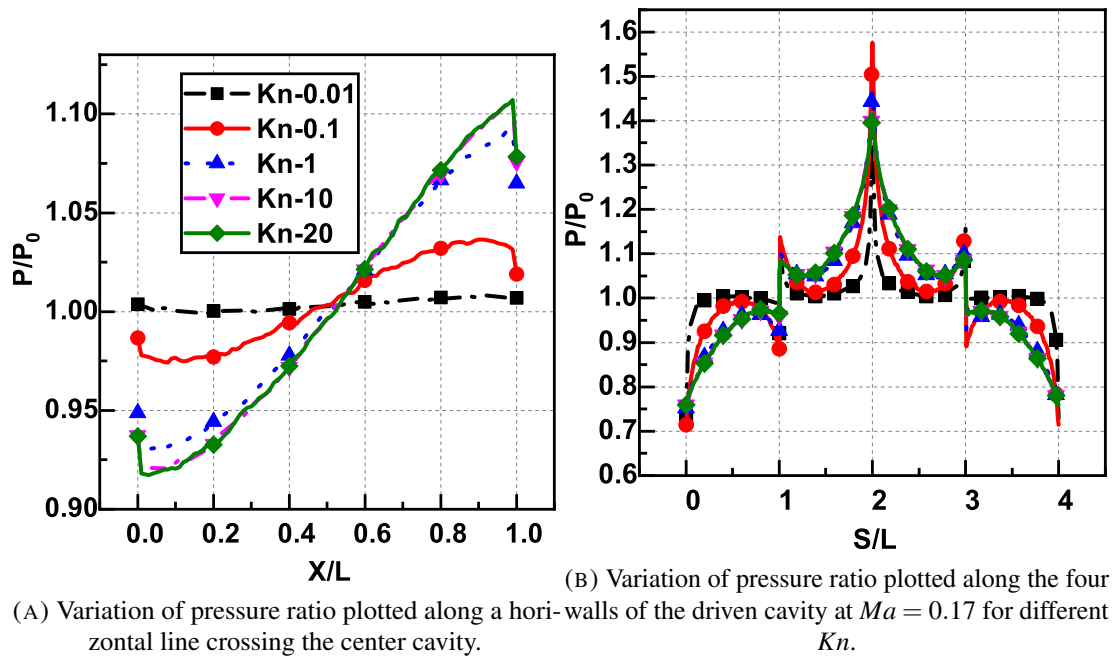 1.10
1.05
1.00
0.95
0.90
P/P0
0.0 0.2 0.4 0.6 0.8 1.0
X/L
Kn-0.01
Kn-0.1
Kn-1
Kn-10
Kn-20
1.6
1.5
1.4
1.3
1.2
1.1
1.0
0.9
0.8
0.7
0.6
P/P0
0 1 2 3 4
S/L
(A) Variation of pressure ratio plotted along a hori-
zontal line crossing the center cavity.
(B) Variation of pressure ratio plotted along the four
walls of the driven cavity at Ma = 0.17 for different
Kn.